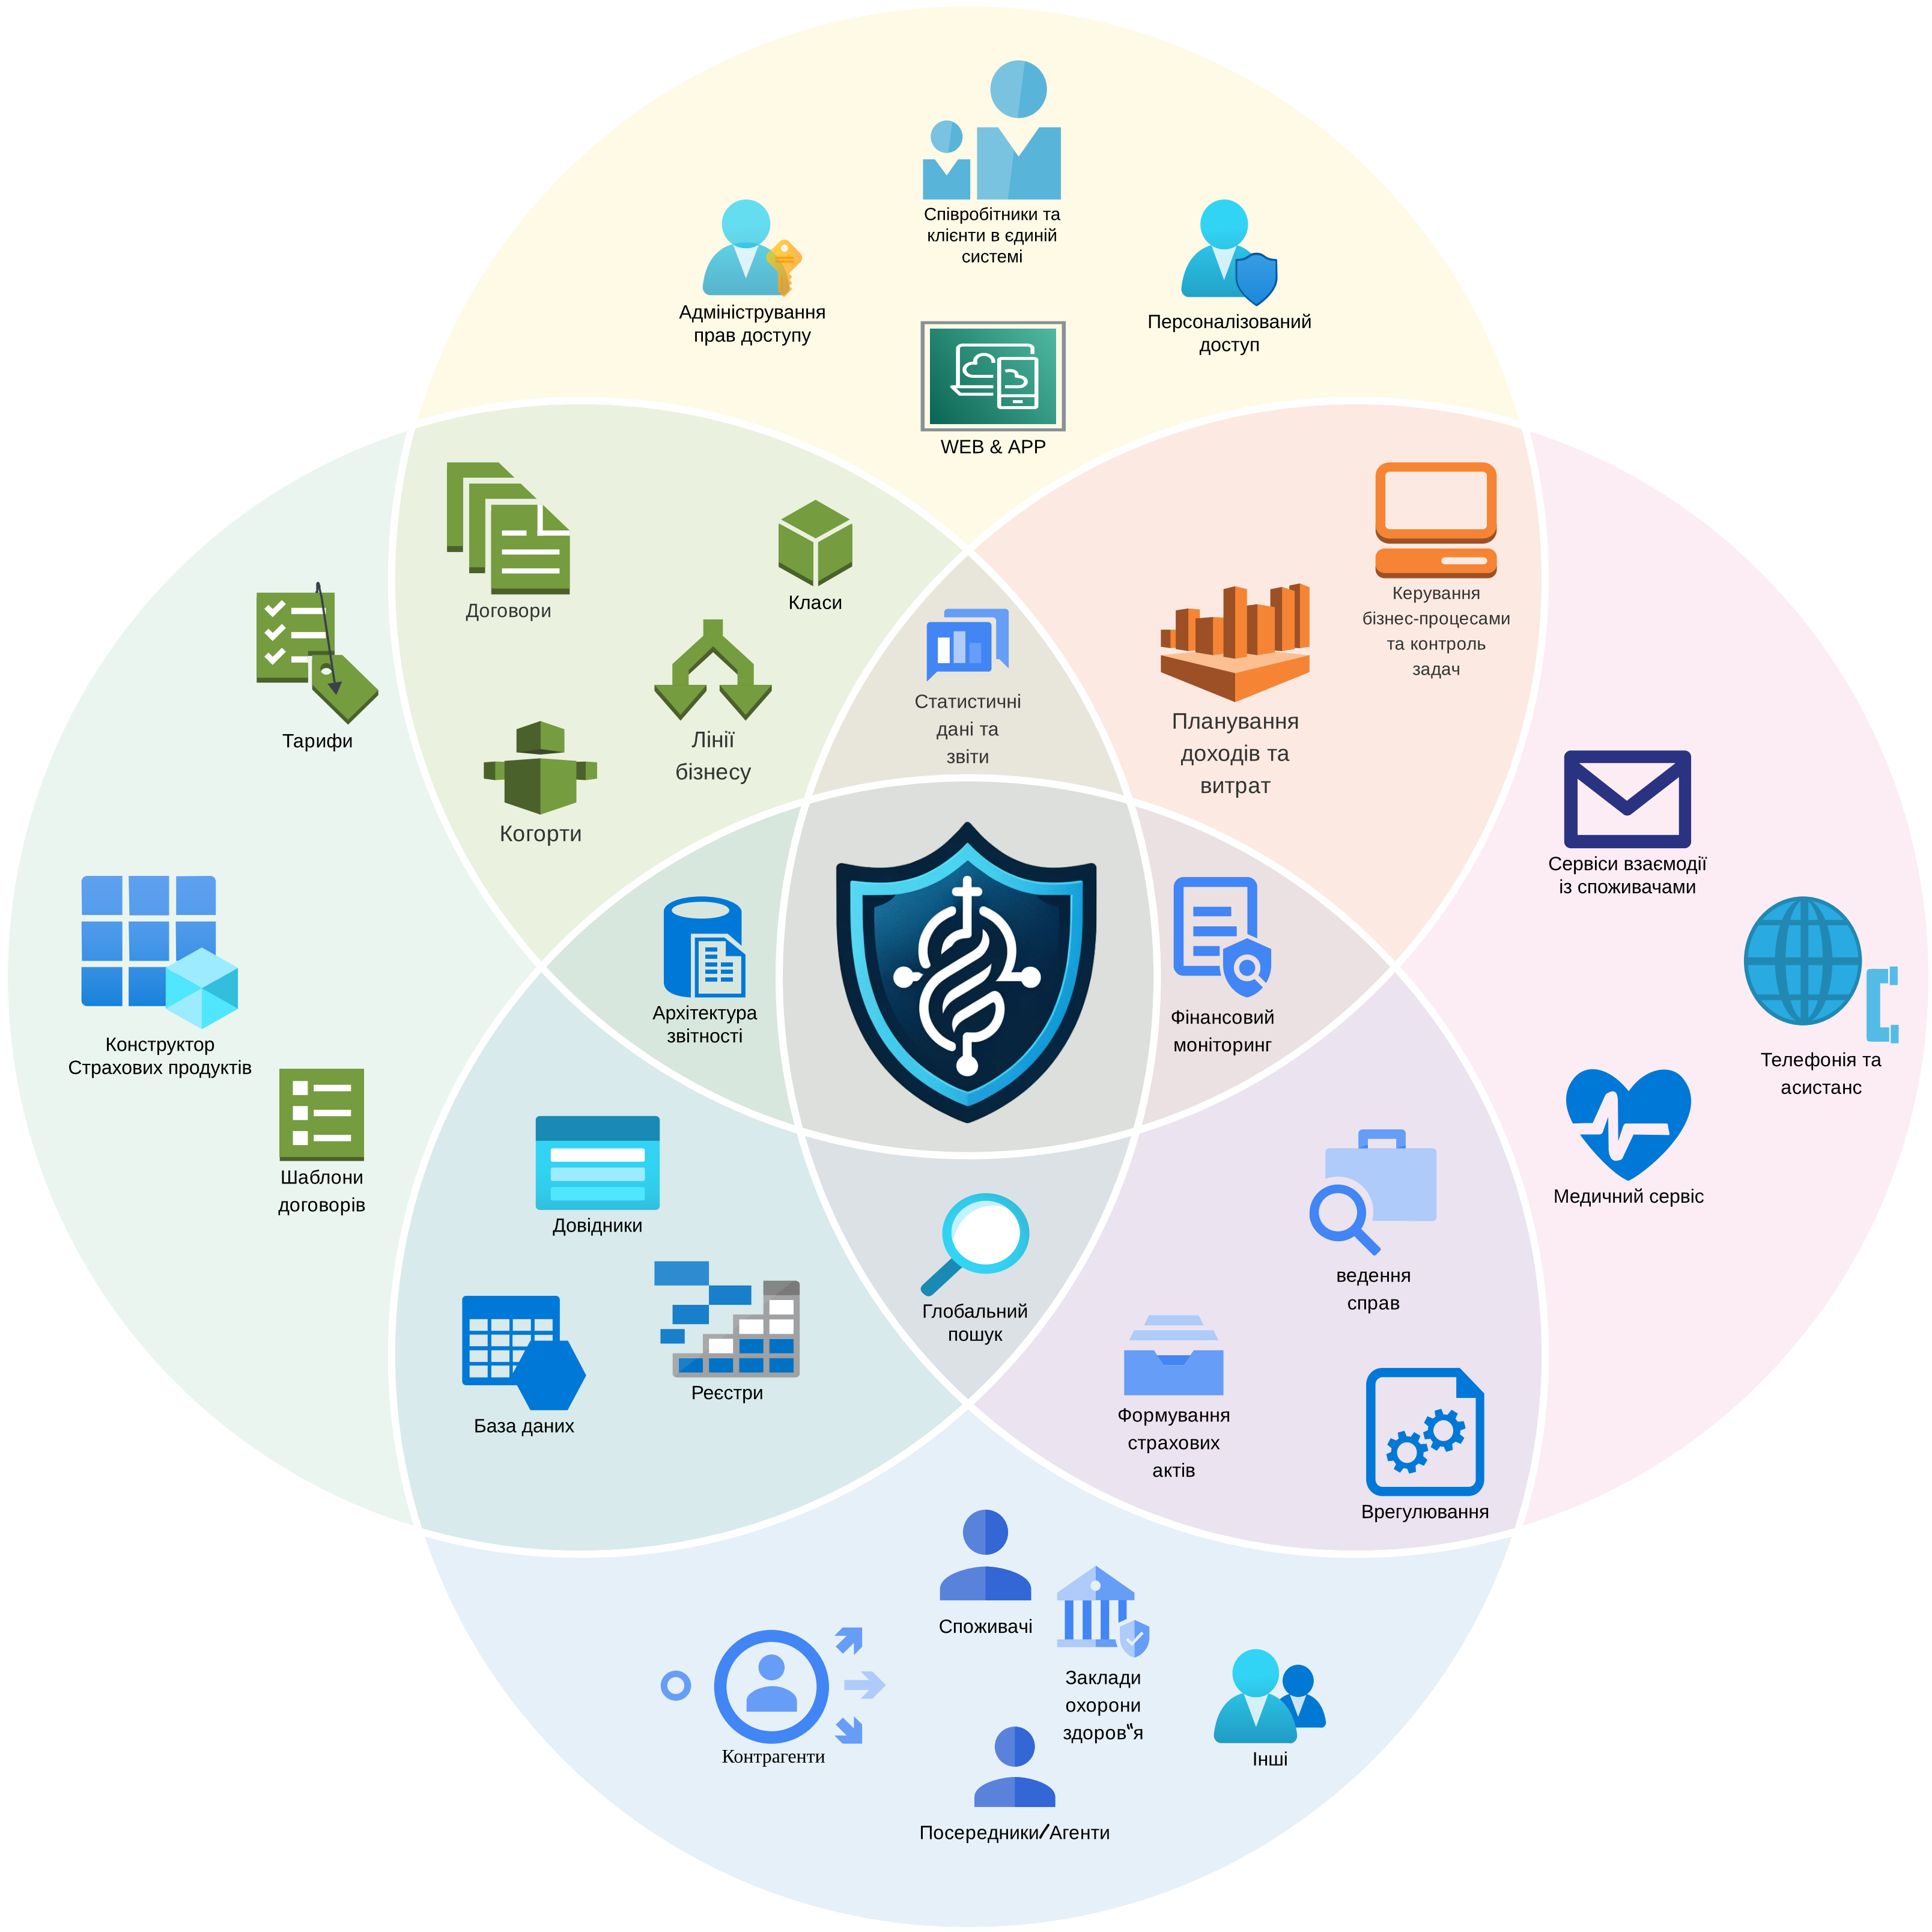 Співробітники та
клієнти в єдиній
системі
Адміністрування
прав доступу
Персоналізований
доступ
WEB & APP
Договори
Класи
Керування
бізнес-процесами
та контроль
задач
Тарифи
Лінії
бізнесу
Статистичні
дані та
звіти
Планування
доходів та
витрат
Когорти
Сервіси взаємодії
із споживачами
Архітектура
звітності
Фінансовий
моніторинг
Конструктор
Страхових продуктів
Телефонія та
асистанс
Шаблони
договорів
Медичний сервіс
Довідники
ведення
справ
Глобальний
пошук
Реєстри
База даних
Формування
страхових
актів
Врегулювання
Споживачі
Заклади
охорони
здоров“я
Контрагенти
Інші
Посередники/Агенти